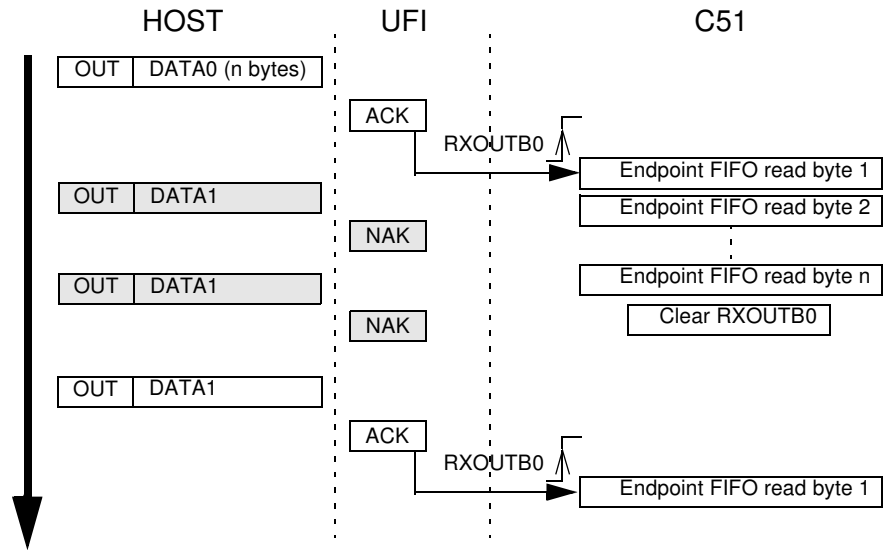 HOST UFI C51
OUT DATA0 (n bytes)
ACK
RXOUTB0
Endpoint FIFO read byte 1
OUT DATA1
Endpoint FIFO read byte 2
NAK
Endpoint FIFO read byte n
OUT DATA1
Clear RXOUTB0
NAK
OUT DATA1
ACK
RXOUTB0
Endpoint FIFO read byte 1